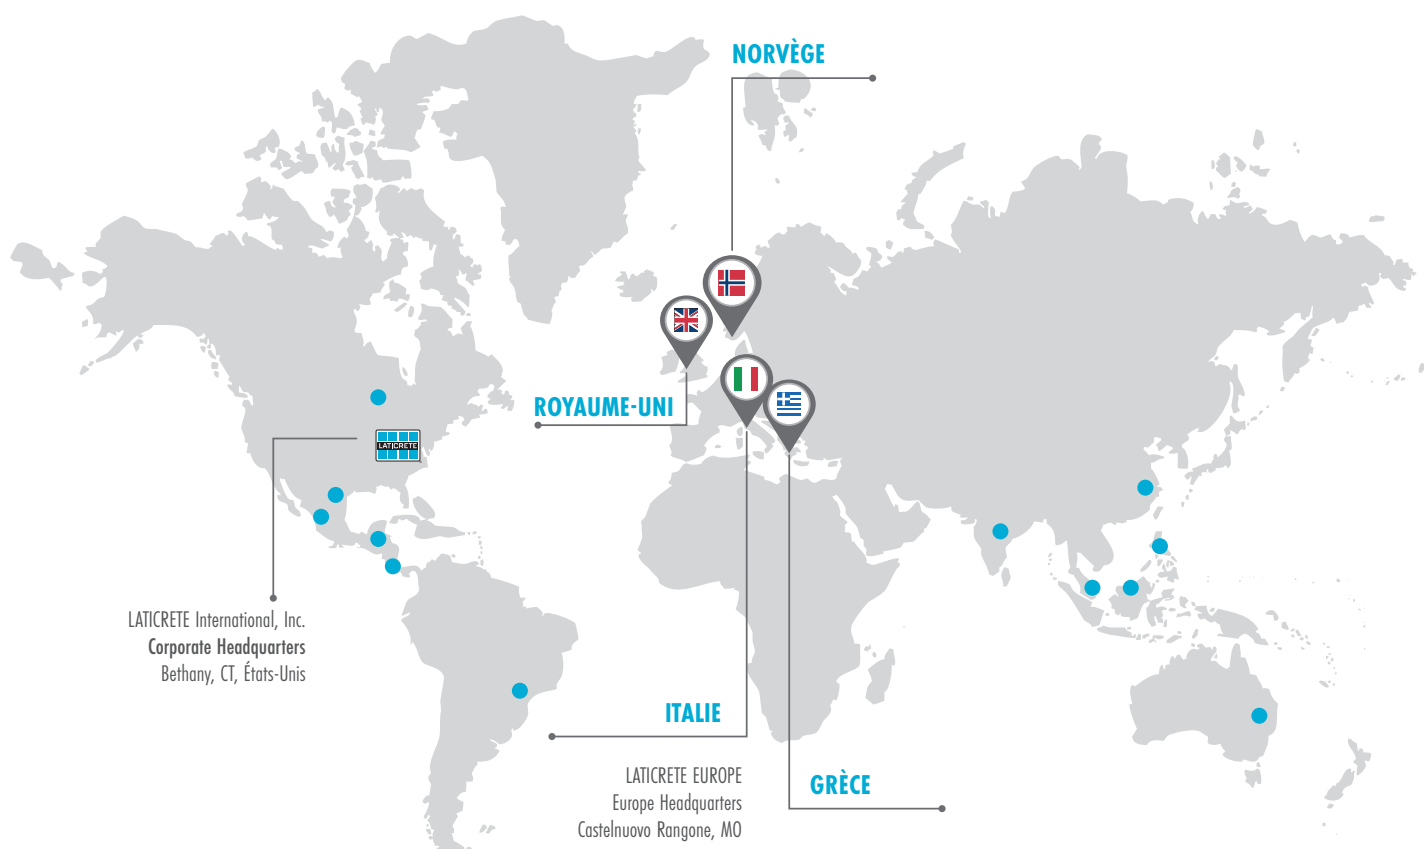 NORVÈGE
ROYAUME-UNI
LATICRETE
LATICRETE International, Inc.
Corporate Headquarters
Bethany, CT, États-Unis
ITALIE
LATICRETE EUROPE
Europe Headquarters
Castelnuovo Rangone, MO
GRÈCE